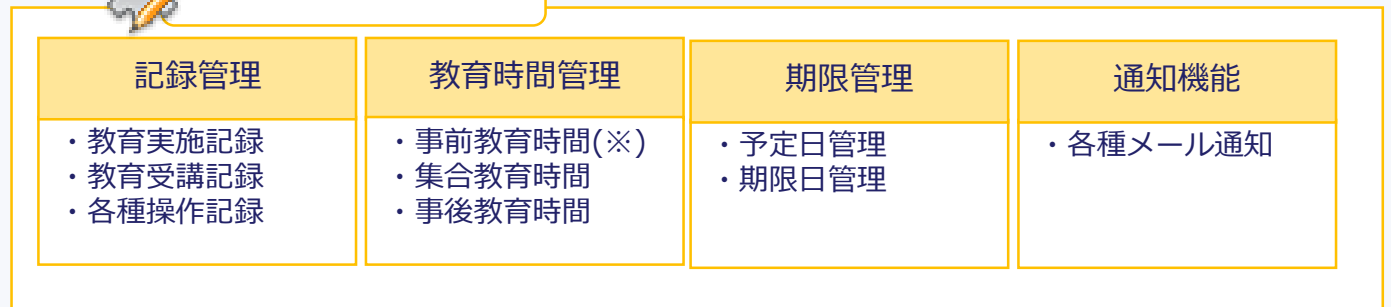 記録管理
・教育実施記録
・教育受講記録
・各種操作記録
教育時間管理
・事前教育時間(※)
・集合教育時間
・事後教育時間
期限管理
・予定日管理
・期限日管理
通知機能
・各種メール通知